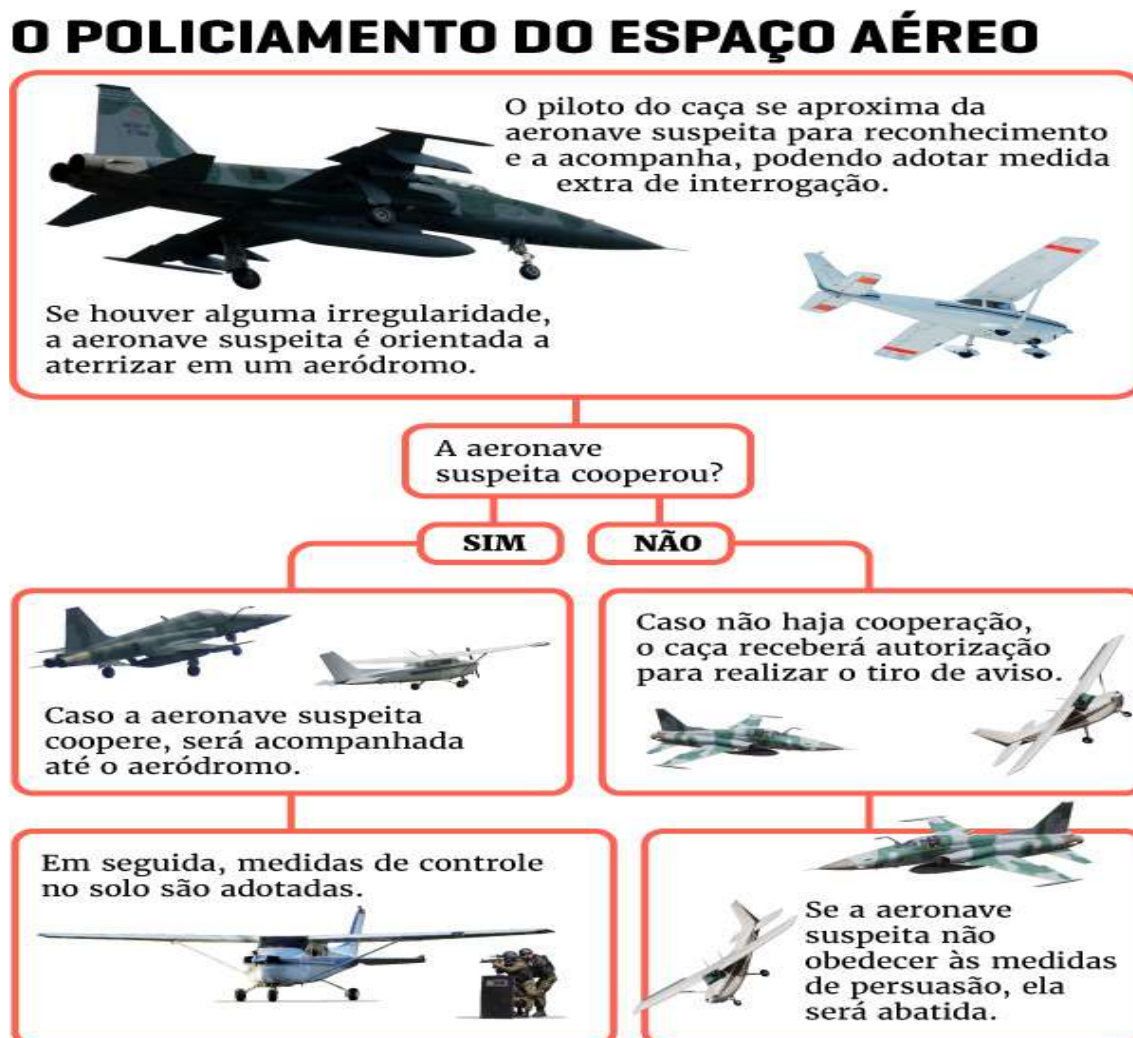 O POLICIAMENTO DO ESPAÇO AÉREO
O piloto do caça se aproxima da
aeronave suspeita para reconhecimento
e a acompanha, podendo adotar medida
extra de interrogação.
Se houver alguma irregularidade,
a aeronave suspeita é orientada a
aterrizar em um aeródromo.
A aeronave
suspeita cooperou?
SIM
NÃO
Caso a aeronave suspeita
coopere, será acompanhada
até o aeródromo.
Caso não haja cooperação,
o caça receberá autorização
para realizar o tiro de aviso.
Em seguida, medidas de controle
no solo são adotadas.
Se a aeronave
suspeita não
obedecer às medidas
de persuasão, ela
será abatida.